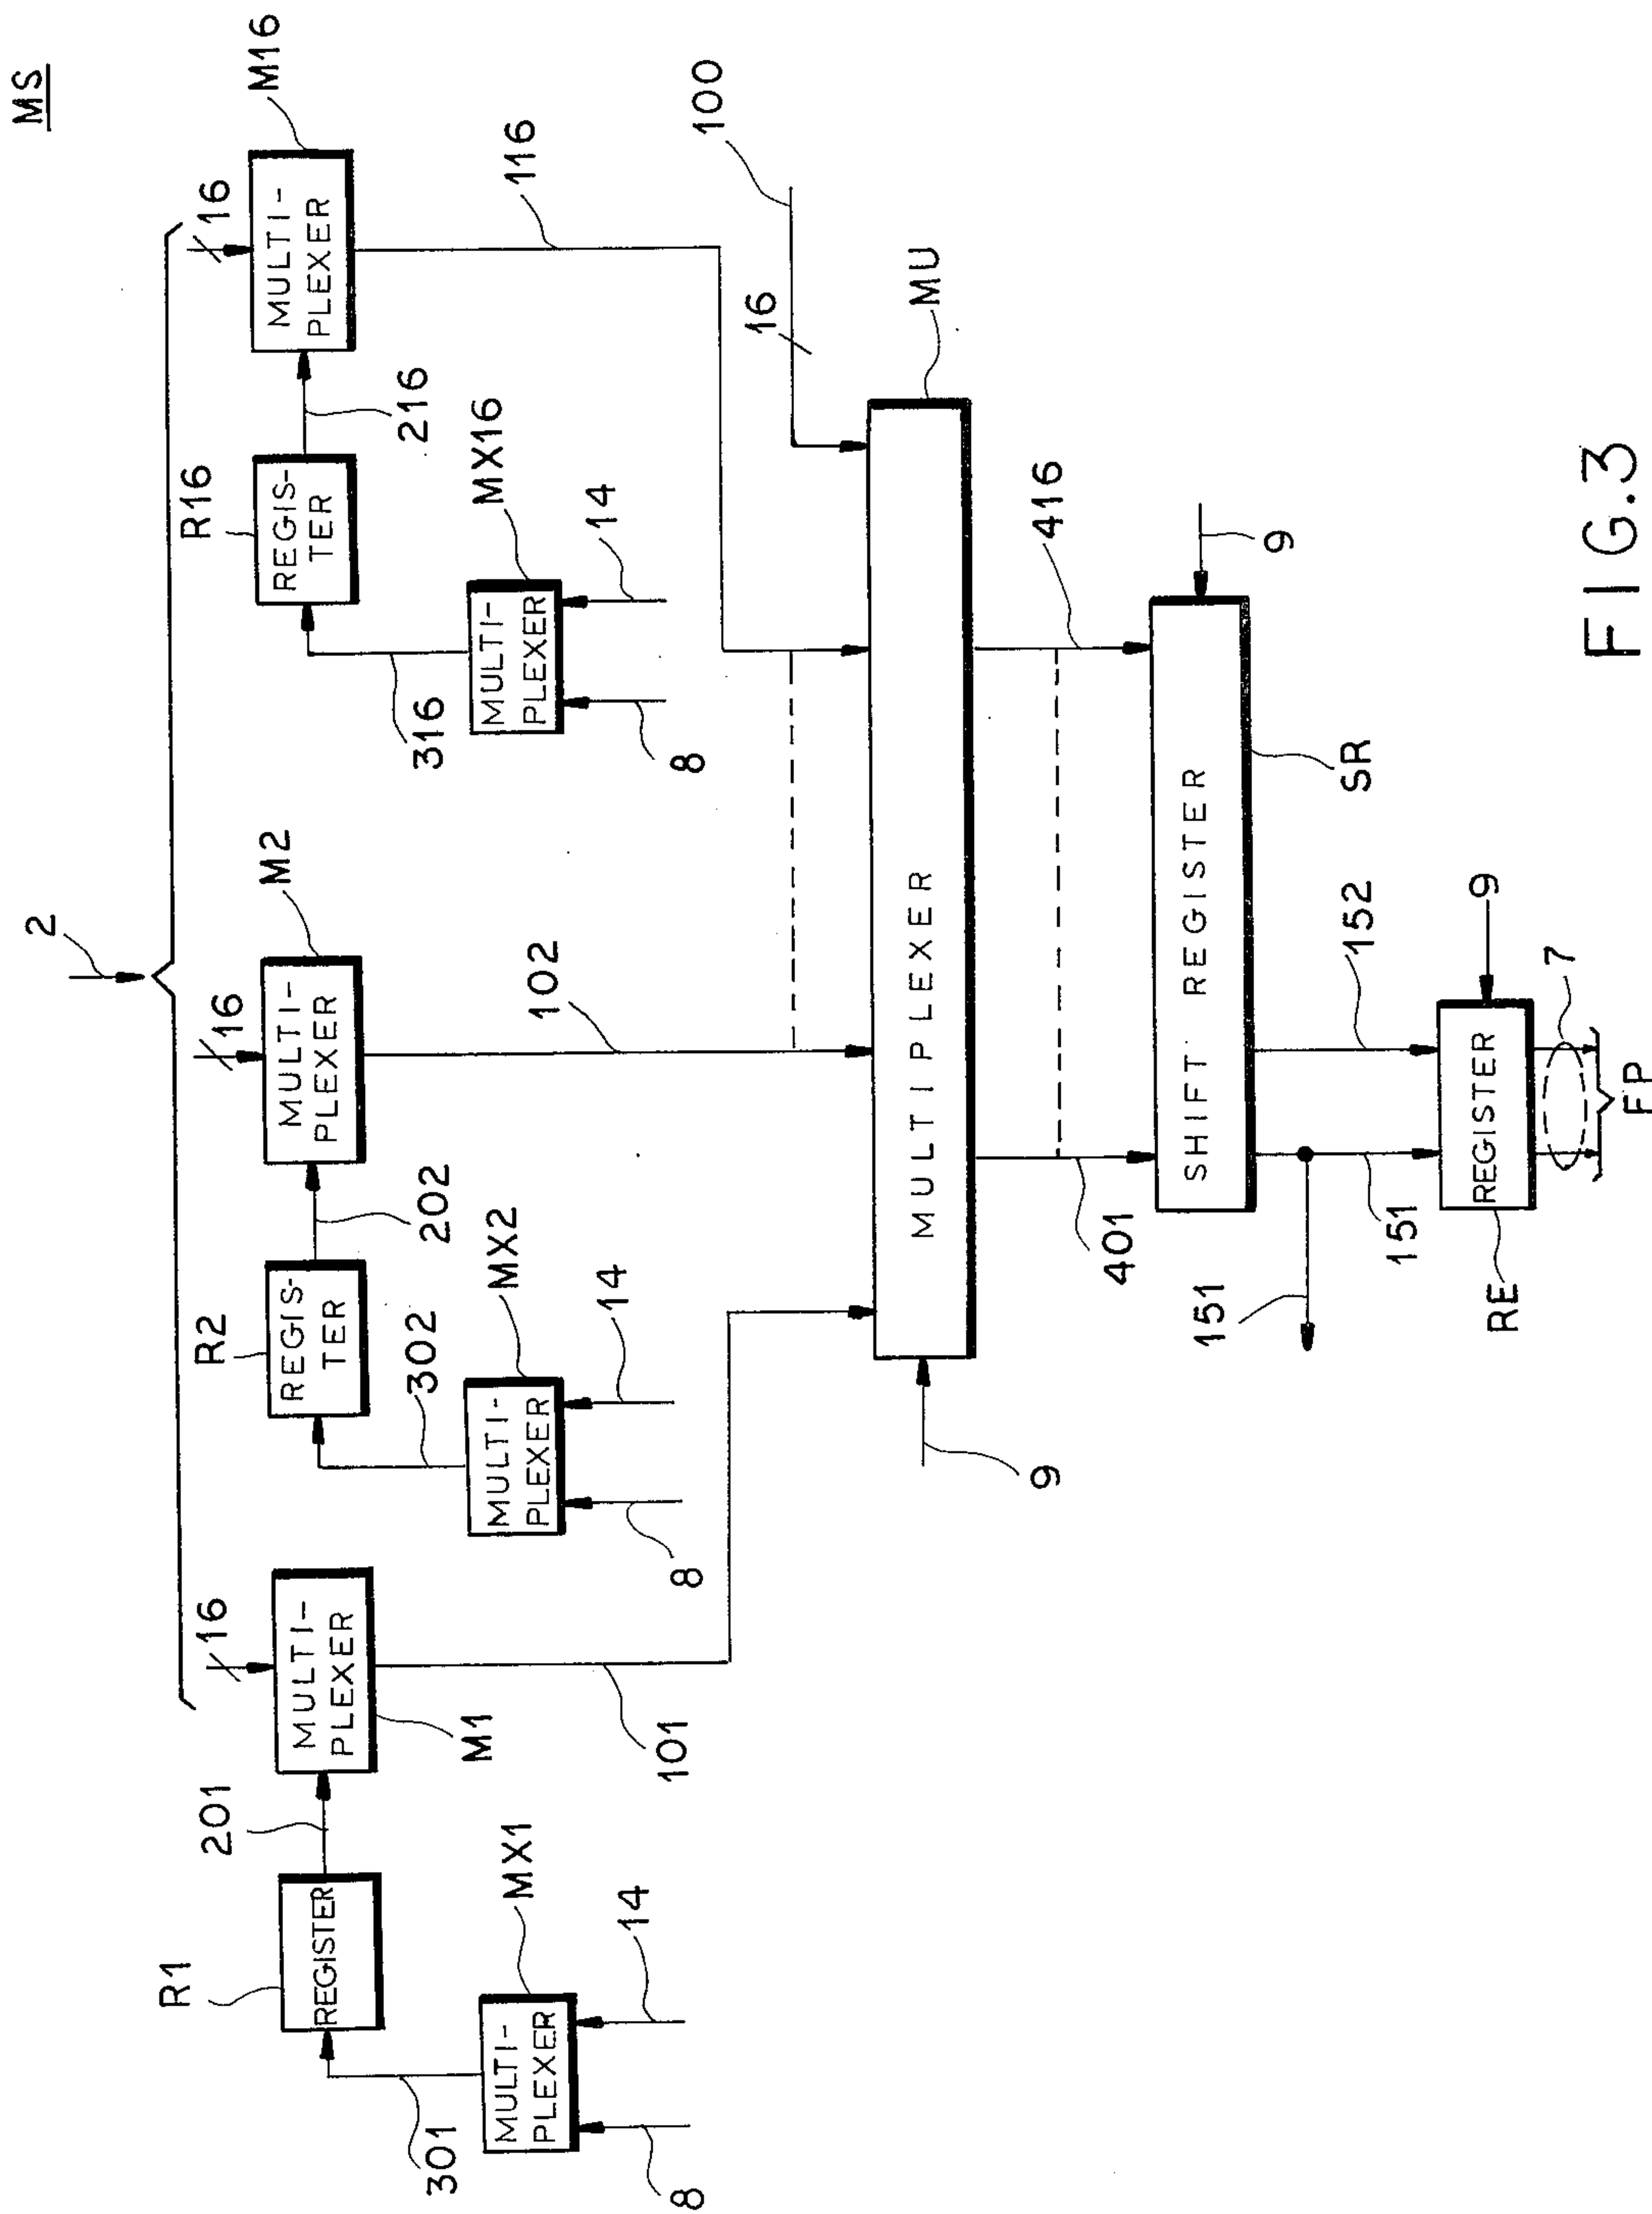 MS
2
16
16
16
R1
201
REGISTER
MULTI-
PLEXER
M1
R2
REGIS-
TER
202
MULTI-
PLEXER
M2
R16
REGIS-
TER
216
MULTI-
PLEXER
M16
301
MULTI-
PLEXER
MX1
8
14
101
302
MULTI-
PLEXER
MX2
8
14
102
316
MULTI-
PLEXER
MX16
8
14
116
16
100
9
MULTIPLEXER
MU
401
416
SHIFT REGISTER
9
SR
151
151
152
RE
REGISTER
9
7
FP
FIG.3